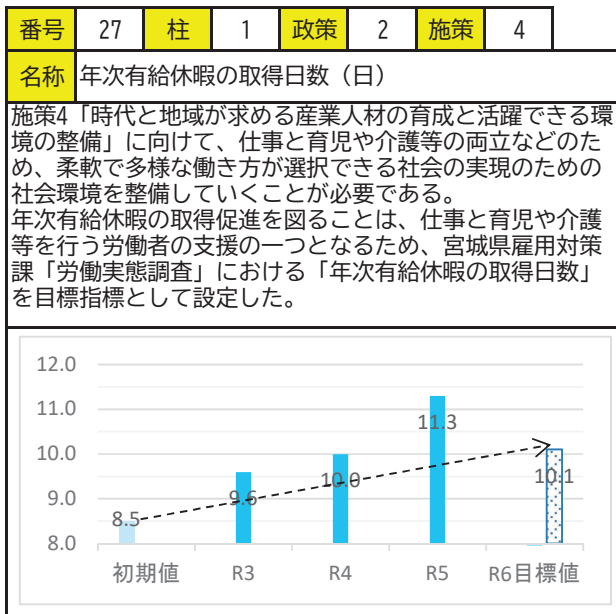 番号 27 柱 1 政策 2 施策 4
名称 年次有給休暇の取得日数（日）
施策4「時代と地域が求める産業人材の育成と活躍できる環
境の整備」に向けて、仕事と育児や介護等の両立などのた
め、柔軟で多様な働き方が選択できる社会の実現のための
社会環境を整備していくことが必要である。
年次有給休暇の取得促進を図ることは、仕事と育児や介護
等を行う労働者の支援の一つとなるため、宮城県雇用対策
課「労働実態調査」における「年次有給休暇の取得日数」
を目標指標として設定した。
12.0
11.0
10.0
9.0
8.0
8.5
9.6
10.0
11.3
10.1
初期値 R3 R4 R5 R6目標値